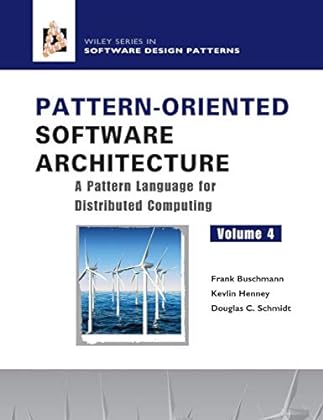 WILEY SERIES IN
SOFTWARE DESIGN PATTERNS
PATTERN-ORIENTED
SOFTWARE
ARCHITECTURE
A Pattern Language for
Distributed Computing
Volume 4
Frank Buschmann
Kevlin Henney
Douglas C. Schmidt